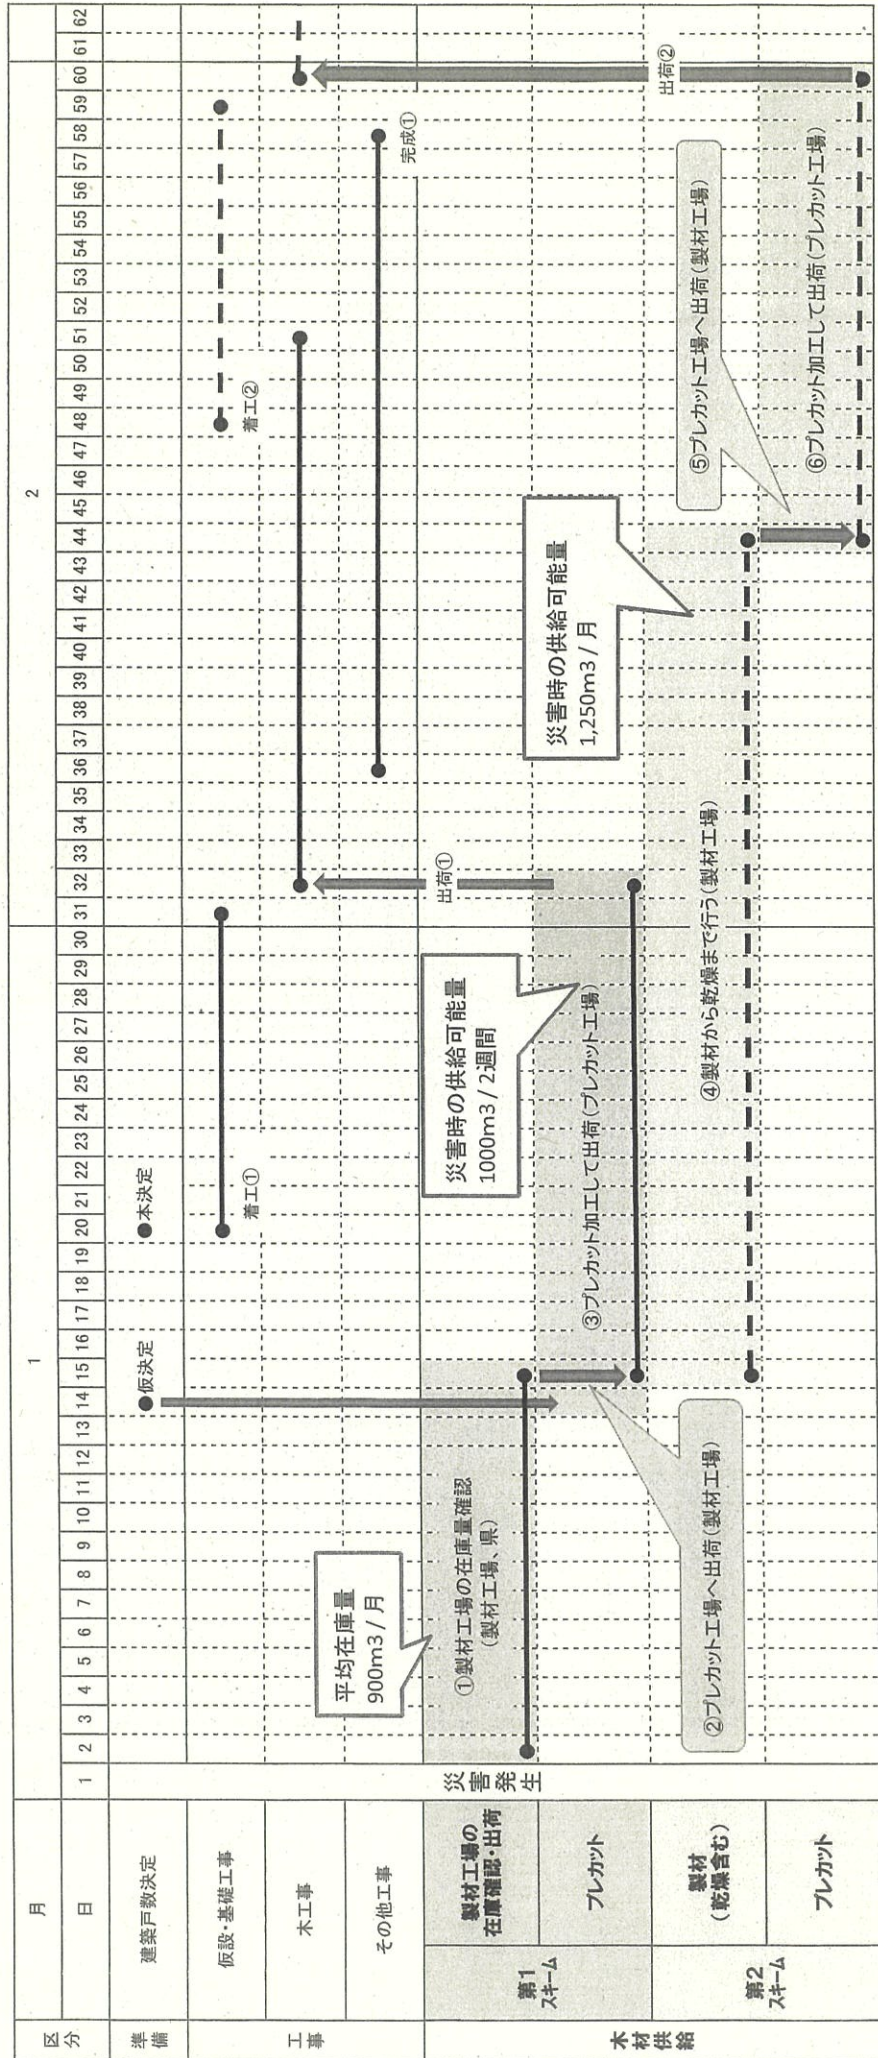 区分
月
1
2
日
1 2 3 4 5 6 7 8 9 10 11 12 13 14 15 16 17 18 19 20 21 22 23 24 25 26 27 28 29 30 31 32 33 34 35 36 37 38 39 40 41 42 43 44 45 46 47 48 49 50 51 52 53 54 55 56 57 58 59 60 61 62
準備
建築戸数決定
災害発生
仮決定
本決定
工事
仮設・基礎工事
着工①
着工②
木工事
その他工事
完成①
木材供給
第1
スキーム
製材工場の
在庫確認・出荷
平均在庫量
900m3/月
①製材工場の在庫量確認
(製材工場、県)
出荷①
プレカット
災害時の供給可能量
1000m3/2週間
③プレカット加工して出荷(プレカット工場)
②プレカット工場へ出荷(製材工場)
第2
スキーム
製材
(乾燥含む)
④製材から乾燥まで行う(製材工場)
災害時の供給可能量
1,250m3/月
⑤プレカット工場へ出荷(製材工場)
出荷②
プレカット
⑥プレカット加工して出荷(プレカット工場)